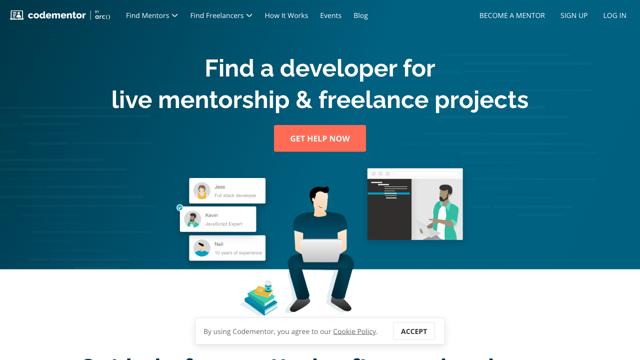 codementor BY arc()
Find Mentors
Find Freelancers
How It Works
Events
Blog
BECOME A MENTOR
SIGN UP
LOG IN
Find a developer for
live mentorship & freelance projects
GET HELP NOW
Jess
Full stack developer
Kevin
JavaScript Expert
Neil
10 years of experience
By using Codementor, you agree to our Cookie Policy.
ACCEPT